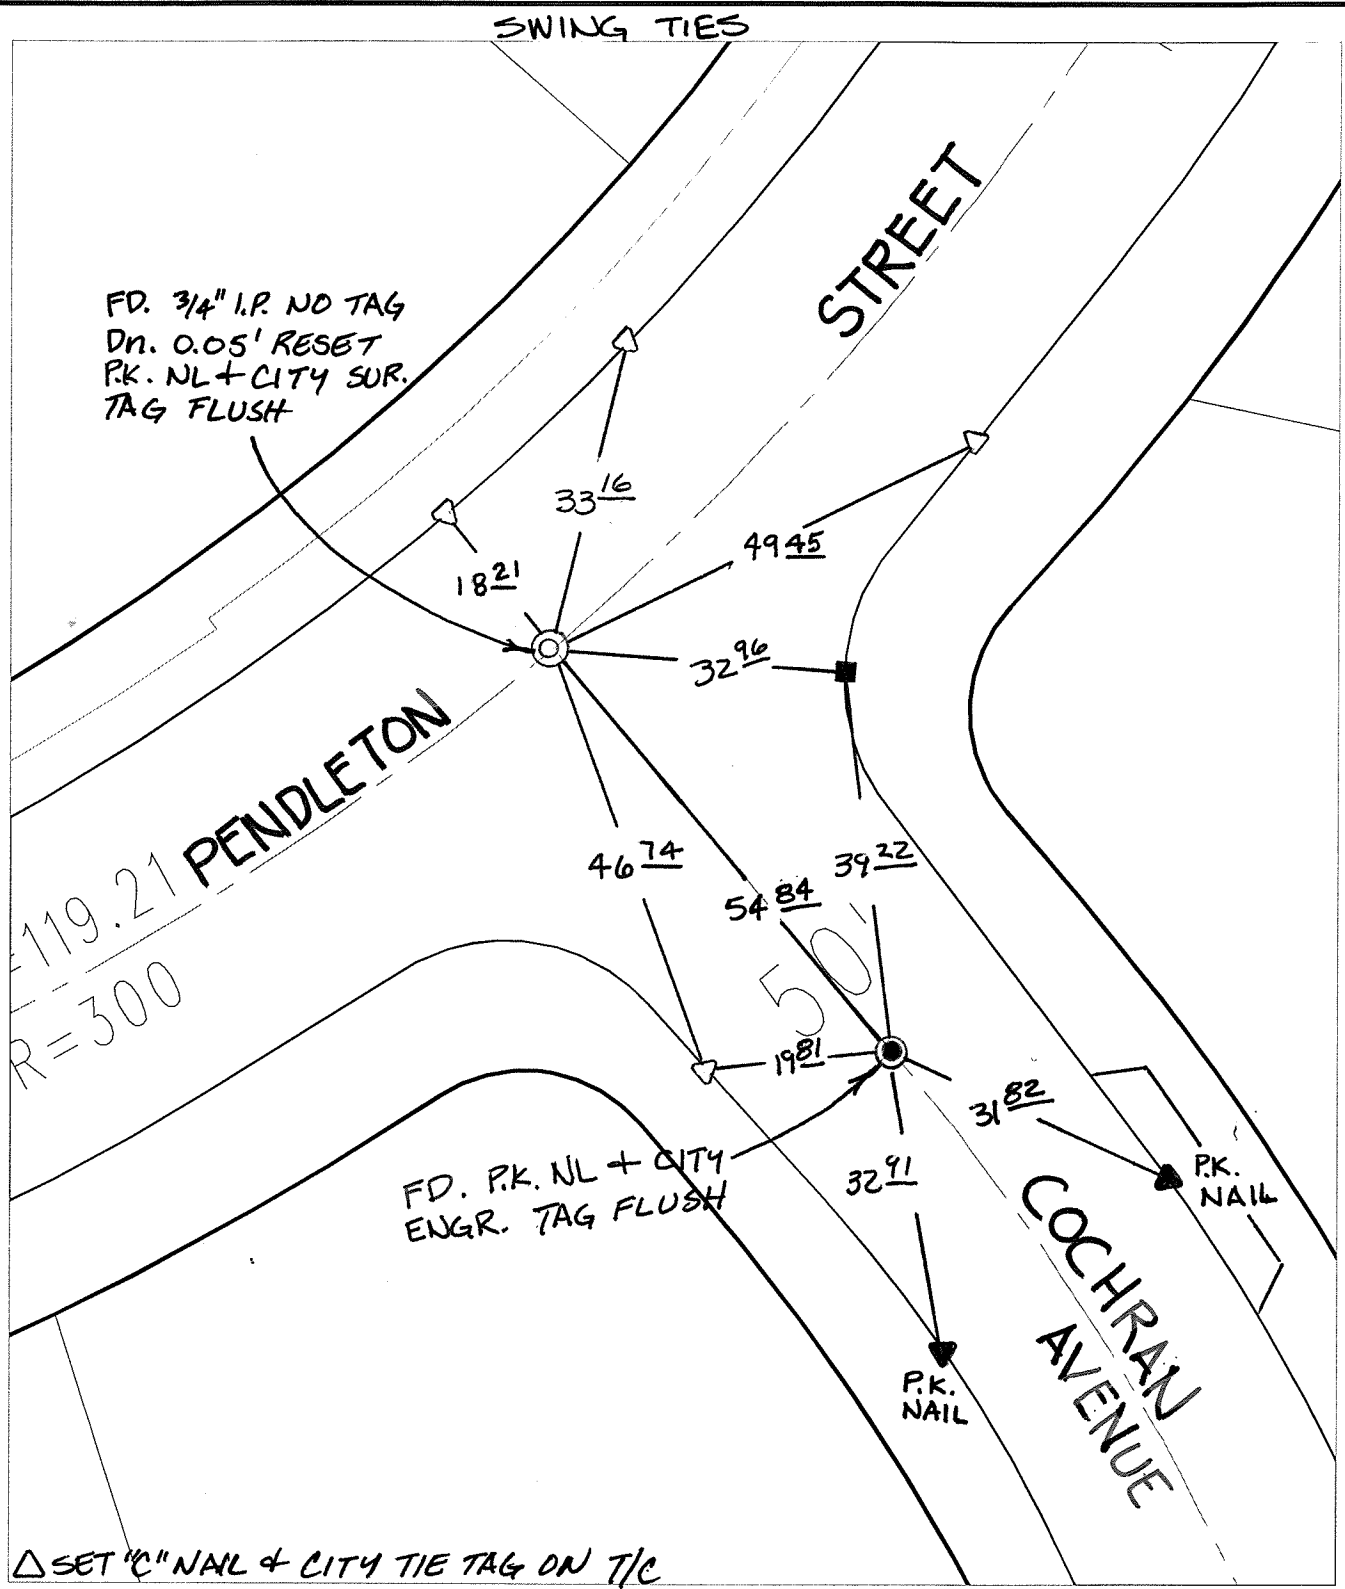 SWING TIES
STREET
FD. 3/4" I.P. NO TAG
Dn. 0.05' RESET
P.K. NL + CITY SUR.
TAG FLUSH
33 16
49 45
18 21
32 96
PENDLETON
46 74
39 22
54 84
=119.21
R=300
50'
19 81
31 82
FD. P.K. NL + CITY
ENGR. TAG FLUSH
32 91
P.K.
NAIL
COCHRAN
AVENUE
P.K.
NAIL
△ SET "C" NAIL & CITY TIE TAG ON T/C